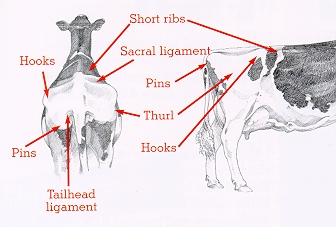 Short ribs
Sacral ligament
Hooks
Pins
Thurl
Hooks
Pins
Tailhead
ligament